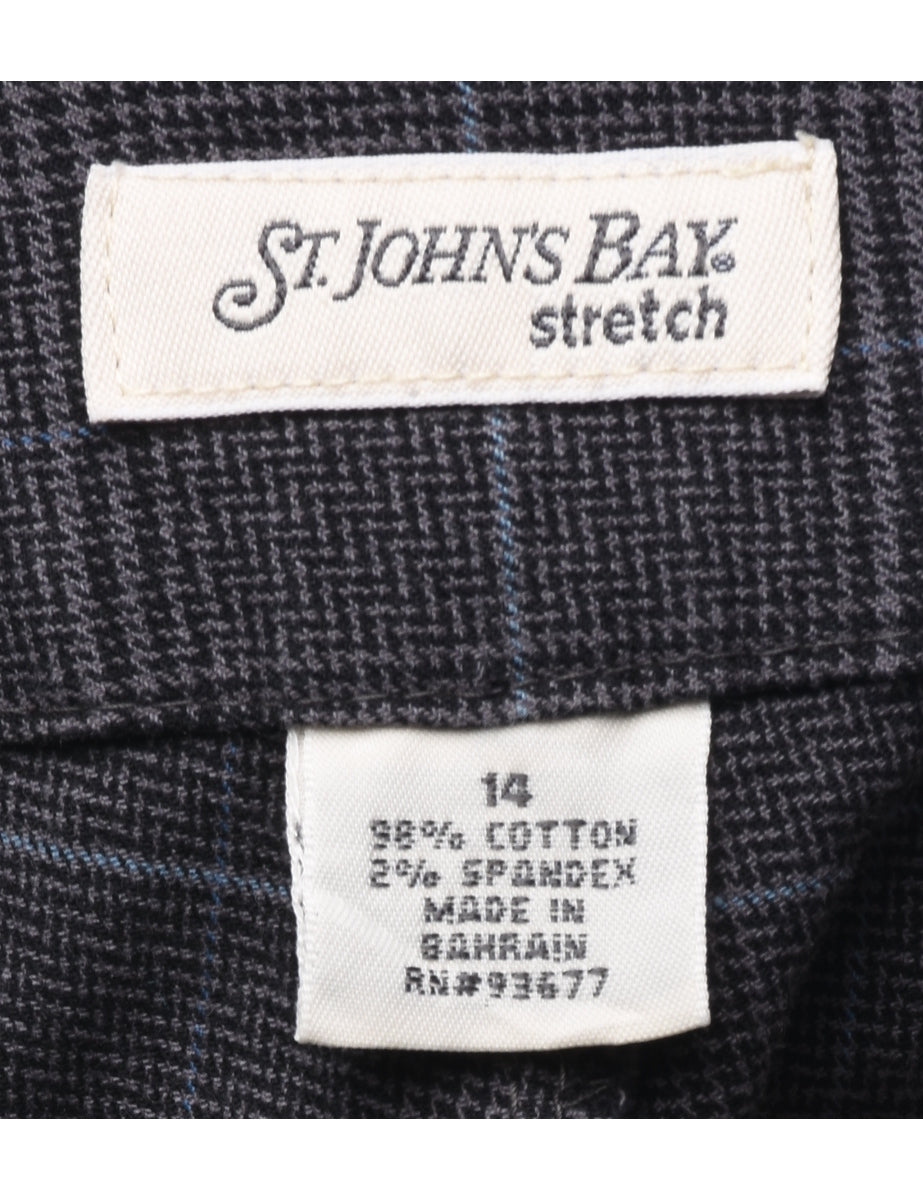 ST. JOHN'S BAY®
stretch
14
98% COTTON
2% SPANDEX
MADE IN
BAHRAIN
RN#93677